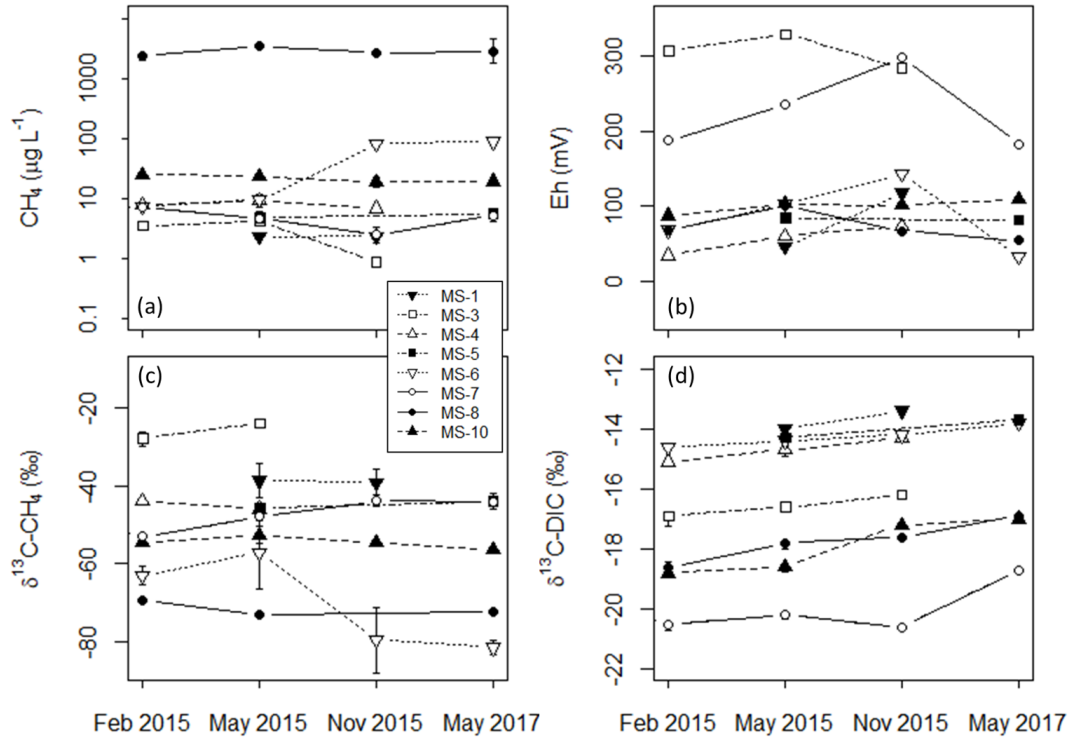 (a)
CH₄ (µg L⁻¹)
1000
100
10
1
0.1
(b)
Eh (mV)
300
200
100
0
MS-1
MS-3
MS-4
MS-5
MS-6
MS-7
MS-8
MS-10
(c)
δ¹³C-CH₄ (‰)
-20
-40
-60
-80
Feb 2015 May 2015 Nov 2015 May 2017
(d)
δ¹³C-DIC (‰)
-12
-14
-16
-18
-20
-22
Feb 2015 May 2015 Nov 2015 May 2017